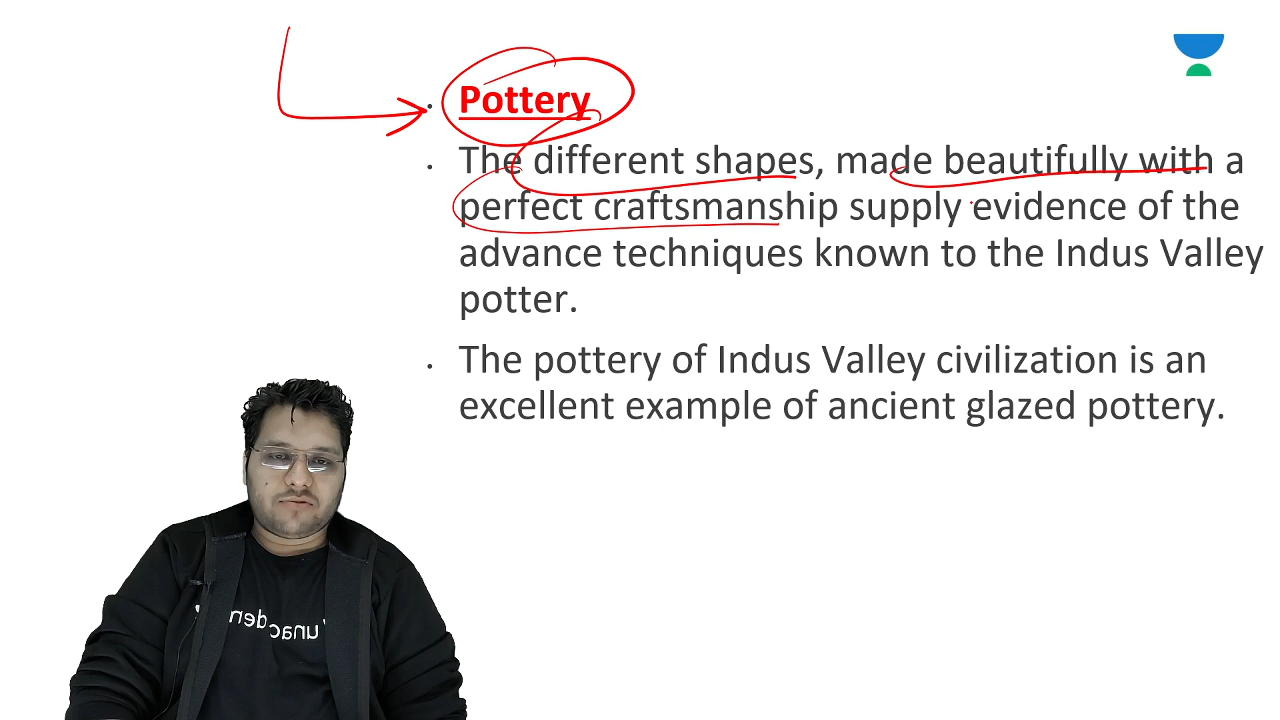 Pottery
The different shapes, made beautifully with a
perfect craftsmanship supply evidence of the
advance techniques known to the Indus Valley
potter.
The pottery of Indus Valley civilization is an
excellent example of ancient glazed pottery.